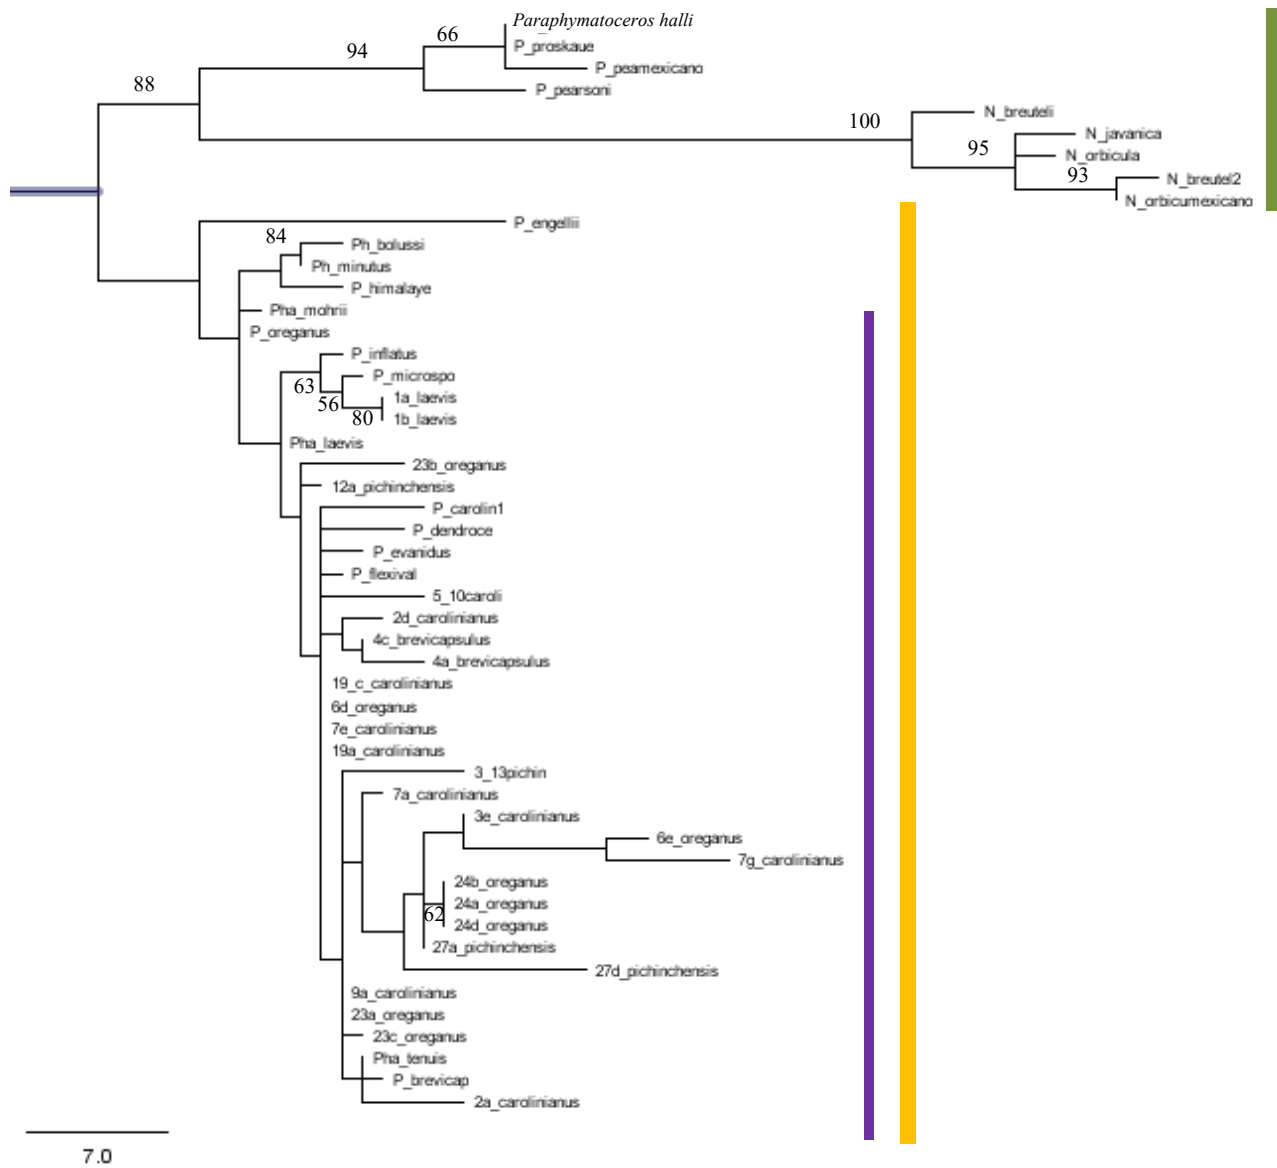 Paraphymatoceros halli
66
94
P_proskaue
P_peamexicano
88
P_pearsoni
N_breuteli
100
N_javanica
95
N_orbicula
93
N_breutel2
N_orbicumexicano
P_engellii
84
Ph_bolussi
Ph_minutus
P_himalaye
Pha_mohrii
P_oreganus
P_inflatus
P_microspo
63
1a_laevis
56
80
1b_laevis
Pha_laevis
23b_oreganus
12a_pichinchensis
P_carolin1
P_dendroce
P_evanidus
P_flexival
5_10caroli
2d_carolinianus
4c_brevicapsulus
4a_brevicapsulus
19_c_carolinianus
6d_oreganus
7e_carolinianus
19a_carolinianus
3_13pichin
7a_carolinianus
3e_carolinianus
6e_oreganus
7g_carolinianus
24b_oreganus
24a_oreganus
62
24d_oreganus
27a_pichinchensis
27d_pichinchensis
9a_carolinianus
23a_oreganus
23c_oreganus
Pha_tenuis
P_brevicap
2a_carolinianus
7.0